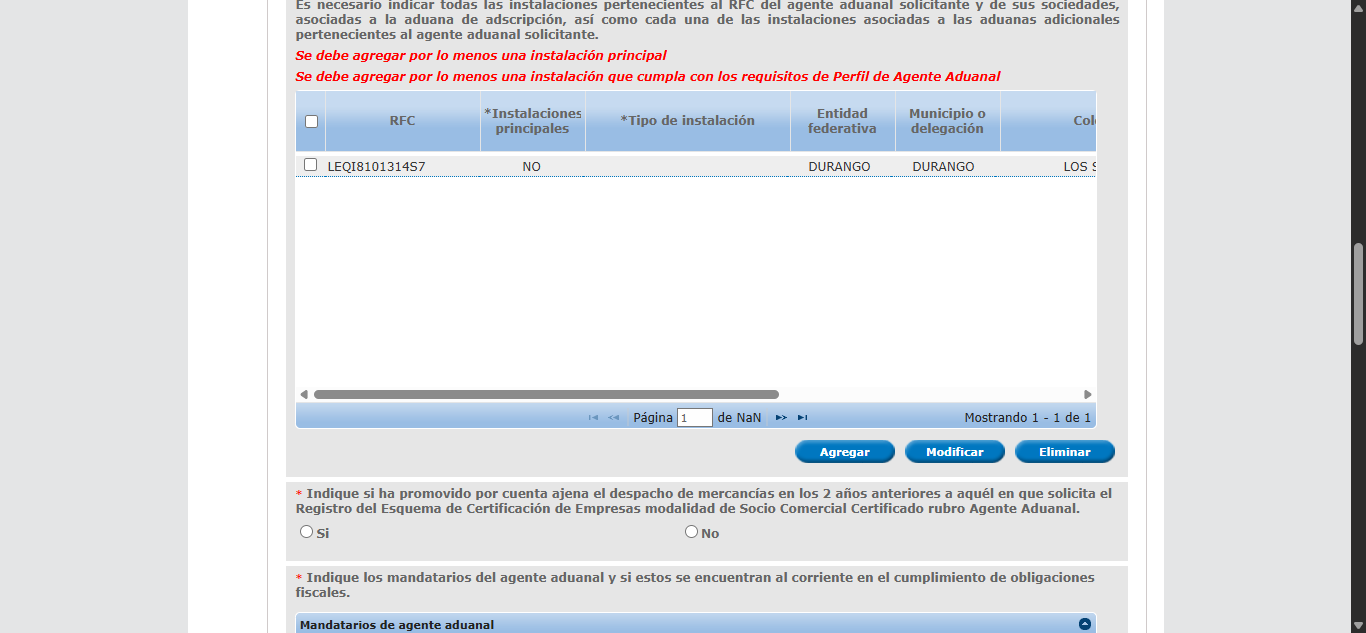 Es necesario indicar todas las instalaciones pertenecientes al RFC del agente aduanal solicitante y de sus sociedades,
asociadas a la aduana de adscripción, así como cada una de las instalaciones asociadas a las aduanas adicionales
pertenecientes al agente aduanal solicitante.
Se debe agregar por lo menos una instalación principal
Se debe agregar por lo menos una instalación que cumpla con los requisitos de Perfil de Agente Aduanal
RFC
*Instalaciones
principales
*Tipo de instalación
Entidad
federativa
Municipio o
delegación
Col
LEQI8101314S7 NO DURANGO DURANGO LOS S
Página 1 de NaN Mostrando 1 - 1 de 1
Agregar Modificar Eliminar
* Indique si ha promovido por cuenta ajena el despacho de mercancías en los 2 años anteriores a aquél en que solicita el
Registro del Esquema de Certificación de Empresas modalidad de Socio Comercial Certificado rubro Agente Aduanal.
Si No
* Indique los mandatarios del agente aduanal y si estos se encuentran al corriente en el cumplimiento de obligaciones
fiscales.
Mandatarios de agente aduanal